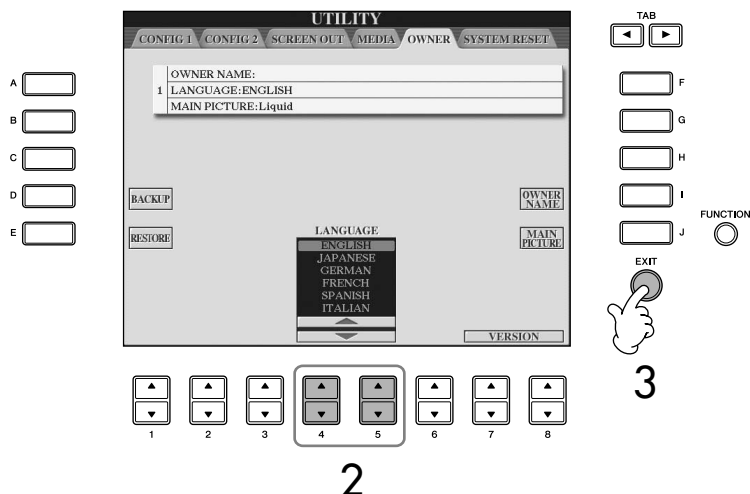 UTILITY
CONFIG 1 CONFIG 2 SCREEN OUT MEDIA OWNER SYSTEM RESET
TAB
OWNER NAME:
1 LANGUAGE:ENGLISH
MAIN PICTURE:Liquid
A
B
C
D
E
F
G
H
I
J
BACKUP
RESTORE
OWNER
NAME
MAIN
PICTURE
LANGUAGE
ENGLISH
JAPANESE
GERMAN
FRENCH
SPANISH
ITALIAN
VERSION
FUNCTION
EXIT
3
1 2 3 4 5 6 7 8
2